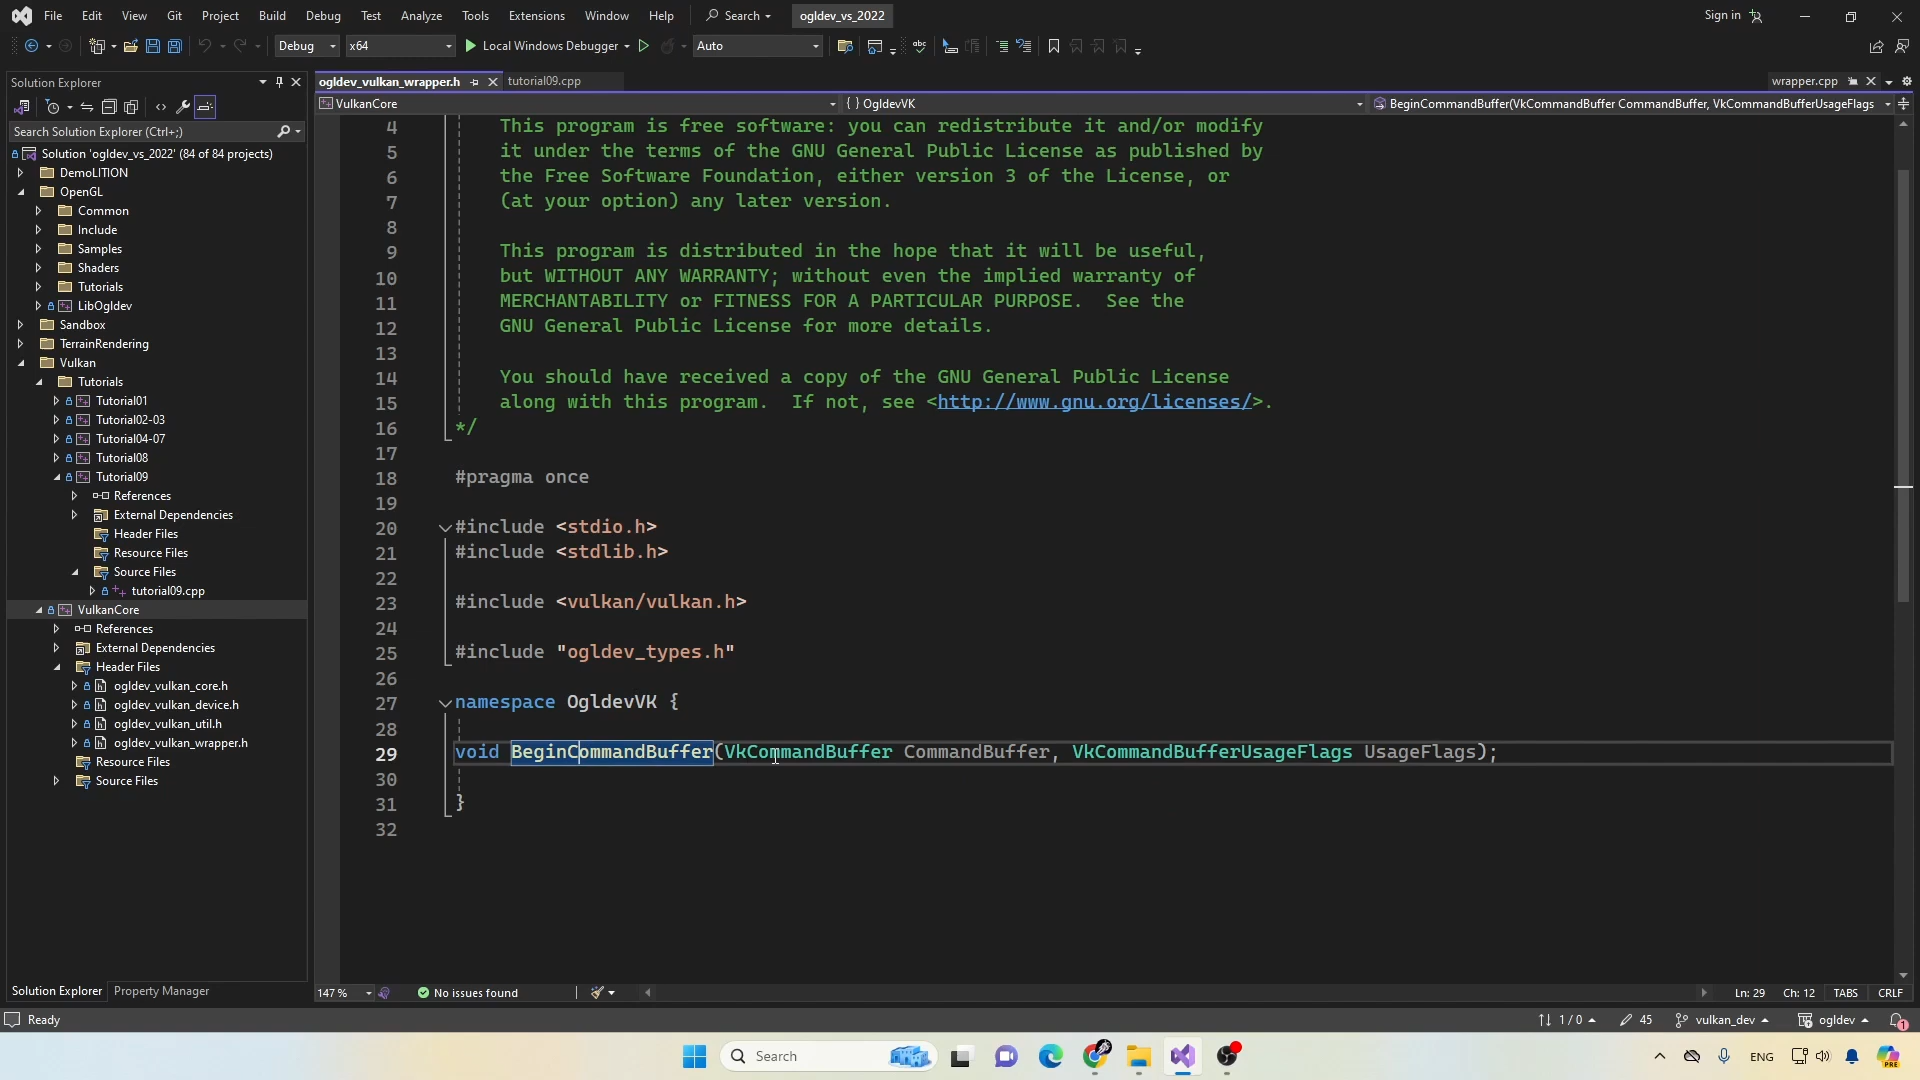 File Edit View Git Project Build Debug Test Analyze Tools Extensions Window Help Search ogldev_vs_2022 Sign in
Debug x64 Local Windows Debugger Auto
Solution Explorer
Search Solution Explorer (Ctrl+;)
Solution 'ogldev_vs_2022' (84 of 84 projects)
DemoLITION
OpenGL
Common
Include
Samples
Shaders
Tutorials
LibOgldev
Sandbox
TerrainRendering
Vulkan
Tutorials
Tutorial01
Tutorial02-03
Tutorial04-07
Tutorial08
Tutorial09
References
External Dependencies
Header Files
Resource Files
Source Files
tutorial09.cpp
VulkanCore
References
External Dependencies
Header Files
ogldev_vulkan_core.h
ogldev_vulkan_device.h
ogldev_vulkan_util.h
ogldev_vulkan_wrapper.h
Resource Files
Source Files
Solution Explorer Property Manager
ogldev_vulkan_wrapper.h tutorial09.cpp wrapper.cpp
VulkanCore { } OgldevVK BeginCommandBuffer(VkCommandBuffer CommandBuffer, VkCommandBufferUsageFlags
4 This program is free software: you can redistribute it and/or modify
5 it under the terms of the GNU General Public License as published by
6 the Free Software Foundation, either version 3 of the License, or
7 (at your option) any later version.
8
9 This program is distributed in the hope that it will be useful,
10 but WITHOUT ANY WARRANTY; without even the implied warranty of
11 MERCHANTABILITY or FITNESS FOR A PARTICULAR PURPOSE.  See the
12 GNU General Public License for more details.
13
14 You should have received a copy of the GNU General Public License
15 along with this program.  If not, see <http://www.gnu.org/licenses/>.
16 */
17
18 #pragma once
19
20 #include <stdio.h>
21 #include <stdlib.h>
22
23 #include <vulkan/vulkan.h>
24
25 #include "ogldev_types.h"
26
27 namespace OgldevVK {
28
29 void BeginCommandBuffer(VkCommandBuffer CommandBuffer, VkCommandBufferUsageFlags UsageFlags);
30
31 }
32
147 % No issues found Ln: 29 Ch: 12 TABS CRLF
Ready 1 / 0 45 vulkan_dev ogldev 1
Search ENG PRE